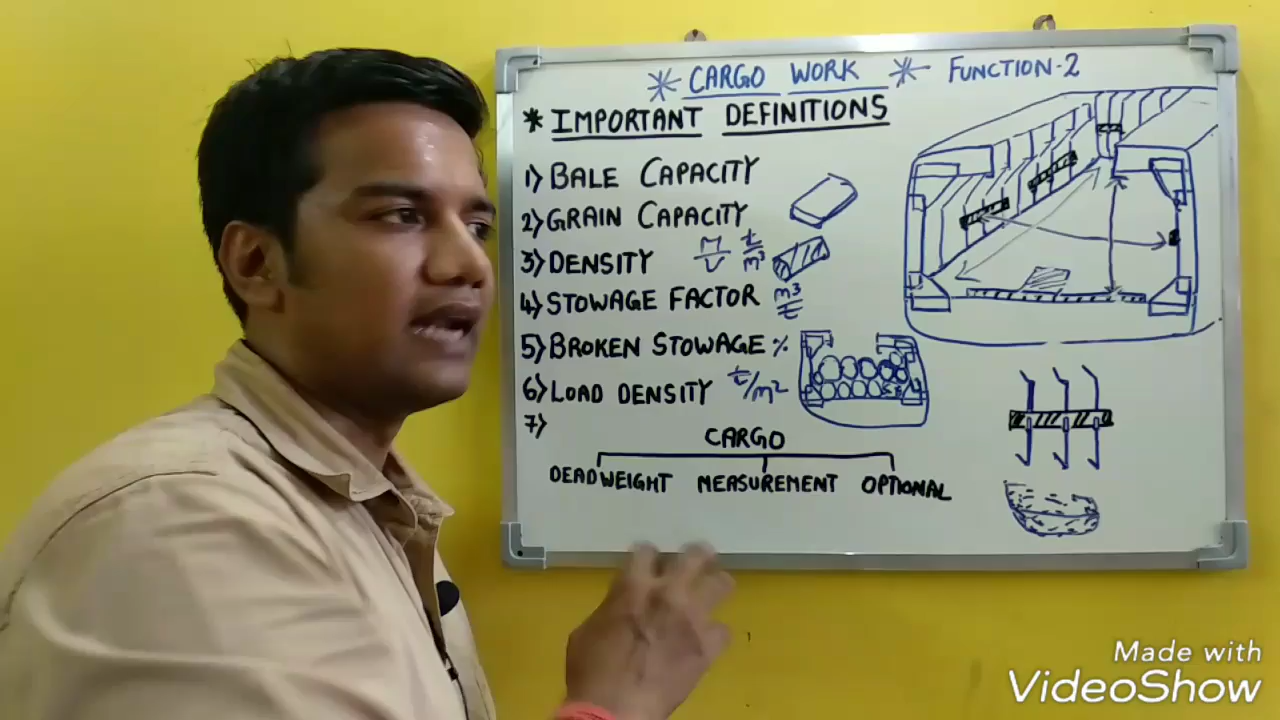 * CARGO WORK * FUNCTION-2
* IMPORTANT DEFINITIONS
1) BALE CAPACITY
2) GRAIN CAPACITY
3) DENSITY M/V t/m³
4) STOWAGE FACTOR m³/t
5) BROKEN STOWAGE %
6) LOAD DENSITY t/m²
7)
CARGO
DEADWEIGHT MEASUREMENT OPTIONAL
Made with
VideoShow